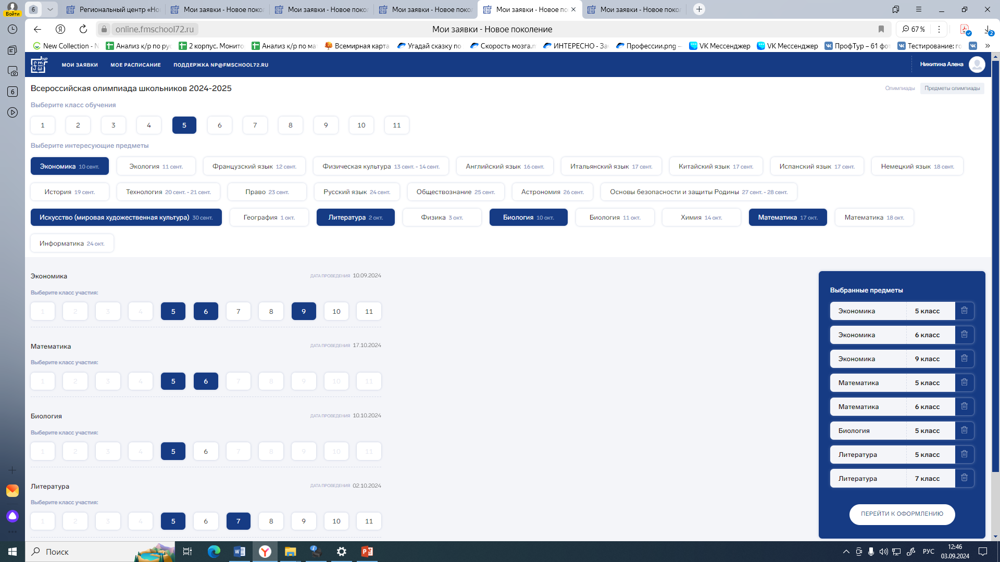 Войти
6
Региональный центр «Но
Мои заявки - Новое поко
Мои заявки - Новое поко
Мои заявки - Новое поко
Мои заявки - Новое по
Мои заявки - Новое поко
online.fmschool72.ru
Мои заявки - Новое поколение
67 %
2
New Collection - N
Анализ к/р по рус
2 корпус. Монито
Анализ к/р по мат
Всемирная карта
Угадай сказку по
Скорость мозга.п
ИНТЕРЕСНО - Зач
Профессии.png –
VK Мессенджер
VK Мессенджер
ПрофТур – 61 фот
Тестирование: го
»
NP
МОИ ЗАЯВКИ
МОЕ РАСПИСАНИЕ
ПОДДЕРЖКА NP@FMSCHOOL72.RU
Никитина Алена
6
Всероссийская олимпиада школьников 2024-2025
Олимпиады
Предметы олимпиады
Выберите класс обучения
1 2 3 4 5 6 7 8 9 10 11
Выберите интересующие предметы
Экономика 10 сент.
Экология 11 сент.
Французский язык 12 сент.
Физическая культура 13 сент. - 14 сент.
Английский язык 16 сент.
Итальянский язык 17 сент.
Китайский язык 17 сент.
Испанский язык 17 сент.
Немецкий язык 18 сент.
История 19 сент.
Технология 20 сент. - 21 сент.
Право 23 сент.
Русский язык 24 сент.
Обществознание 25 сент.
Астрономия 26 сент.
Основы безопасности и защиты Родины 27 сент. - 28 сент.
Искусство (мировая художественная культура) 30 сент.
География 1 окт.
Литература 2 окт.
Физика 3 окт.
Биология 10 окт.
Биология 11 окт.
Химия 14 окт.
Математика 17 окт.
Математика 18 окт.
Информатика 24 окт.
Экономика
ДАТА ПРОВЕДЕНИЯ 10.09.2024
Выберите класс участия:
1 2 3 4 5 6 7 8 9 10 11
Математика
ДАТА ПРОВЕДЕНИЯ 17.10.2024
Выберите класс участия:
1 2 3 4 5 6 7 8 9 10 11
Биология
ДАТА ПРОВЕДЕНИЯ 10.10.2024
Выберите класс участия:
1 2 3 4 5 6 7 8 9 10 11
Литература
ДАТА ПРОВЕДЕНИЯ 02.10.2024
Выберите класс участия:
1 2 3 4 5 6 7 8 9 10 11
Выбранные предметы
Экономика 5 класс
Экономика 6 класс
Экономика 9 класс
Математика 5 класс
Математика 6 класс
Биология 5 класс
Литература 5 класс
Литература 7 класс
ПЕРЕЙТИ К ОФОРМЛЕНИЮ
Поиск
РУС
12:46
03.09.2024